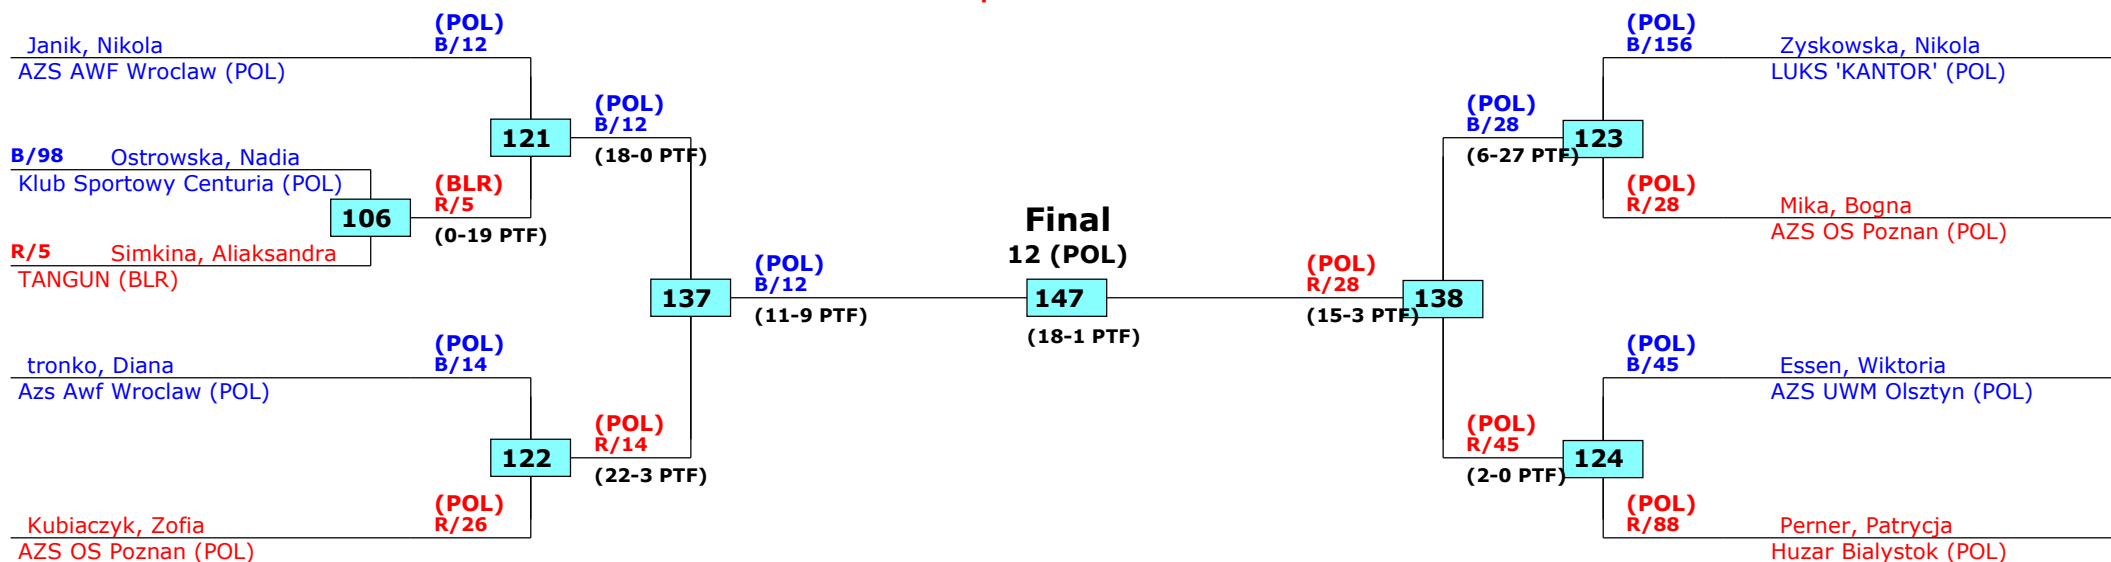 (POL)
B/12
Janik, Nikola
AZS AWF Wroclaw (POL)
B/98
Ostrowska, Nadia
Klub Sportowy Centuria (POL)
106
(BLR)
R/5
(0-19 PTF)
R/5
Simkina, Aliaksandra
TANGUN (BLR)
121
(POL)
B/12
(18-0 PTF)
137
(POL)
B/12
(11-9 PTF)
(POL)
B/14
tronko, Diana
Azs Awf Wroclaw (POL)
122
(POL)
R/14
(22-3 PTF)
(POL)
R/26
Kubiaczyk, Zofia
AZS OS Poznan (POL)
Final
12 (POL)
147
(18-1 PTF)
(POL)
R/28
(15-3 PTF)
138
(POL)
B/28
(6-27 PTF)
123
(POL)
B/156
Zyskowska, Nikola
LUKS 'KANTOR' (POL)
(POL)
R/28
Mika, Bogna
AZS OS Poznan (POL)
(POL)
R/45
(2-0 PTF)
124
(POL)
B/45
Essen, Wiktoria
AZS UWM Olsztyn (POL)
(POL)
R/88
Perner, Patrycja
Huzar Bialystok (POL)